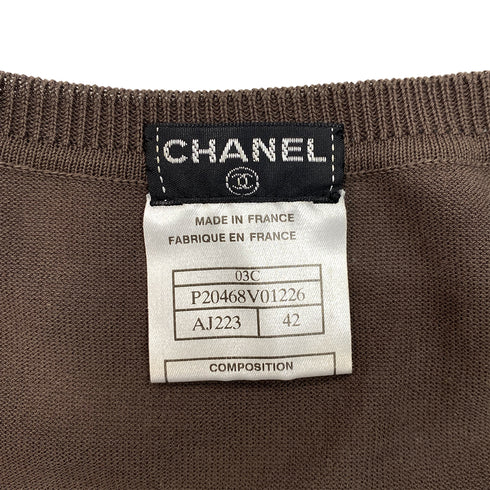 CHANEL
MADE IN FRANCE
FABRIQUE EN FRANCE
03C
P20468V01226
AJ223 42
COMPOSITION